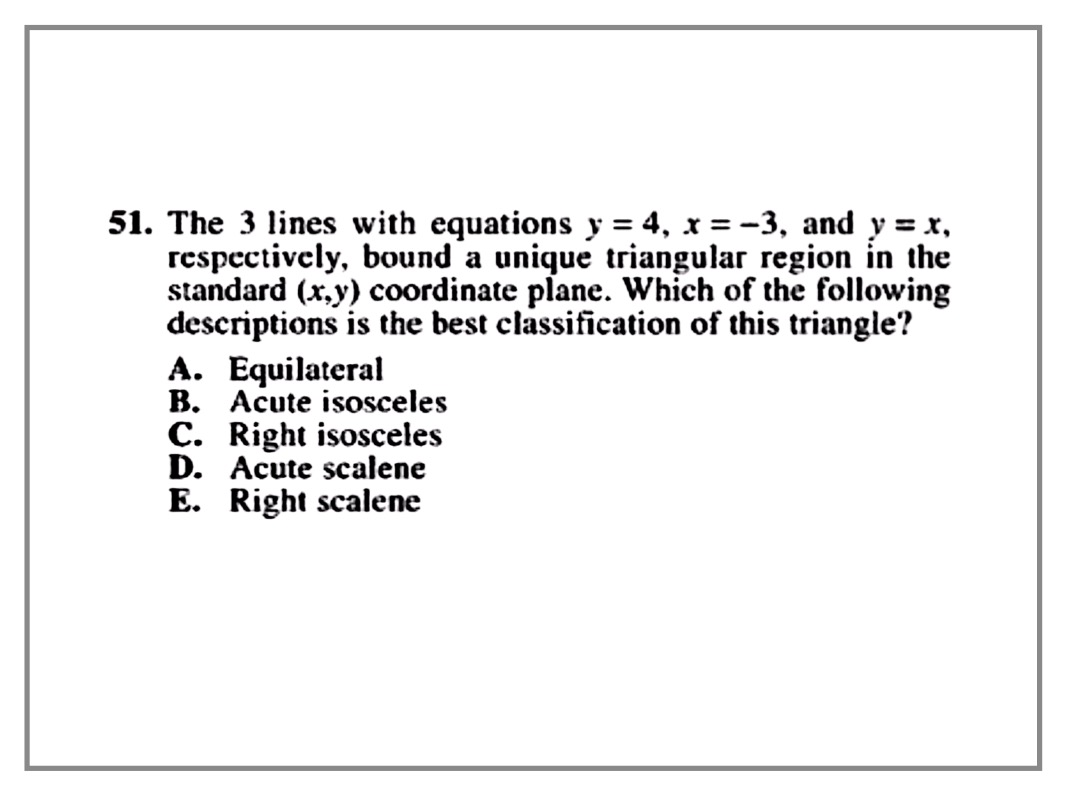 51. The 3 lines with equations y = 4, x = −3, and y = x,
respectively, bound a unique triangular region in the
standard (x,y) coordinate plane. Which of the following
descriptions is the best classification of this triangle?
A. Equilateral
B. Acute isosceles
C. Right isosceles
D. Acute scalene
E. Right scalene